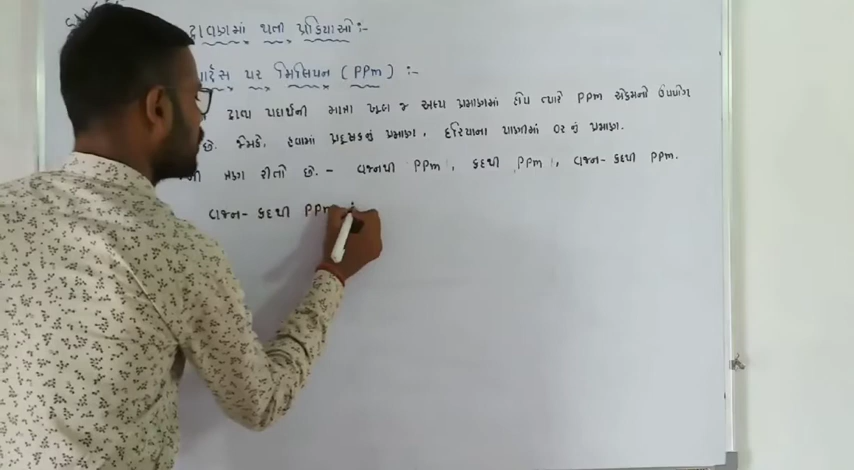 દ્રાવણમાં થતી પ્રક્રિયાઓ :-
પાર્ટસ પર મિલિયન ( PPm ) :-
દ્રાવ્ય પદાર્થની માત્રા ખૂબ જ અલ્પ પ્રમાણમાં હોય ત્યારે PPm એકમનો ઉપયોગ
છે. જેમકે, હવામાં પ્રદૂષકનું પ્રમાણ, દરિયાના પાણીમાં O2 નું પ્રમાણ.
ત્રણ રીતો છે. - વજનથી PPm , કદથી PPm , વજન- કદથી PPm.
વજન- કદથી PPm :